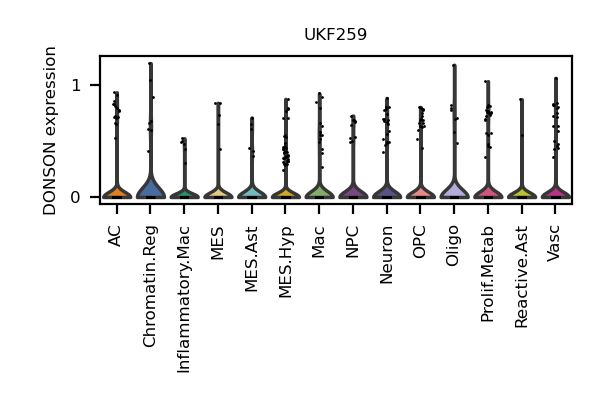 UKF259
DONSON expression
1
0
AC
Chromatin.Reg
Inflammatory.Mac
MES
MES.Ast
MES.Hyp
Mac
NPC
Neuron
OPC
Oligo
Prolif.Metab
Reactive.Ast
Vasc